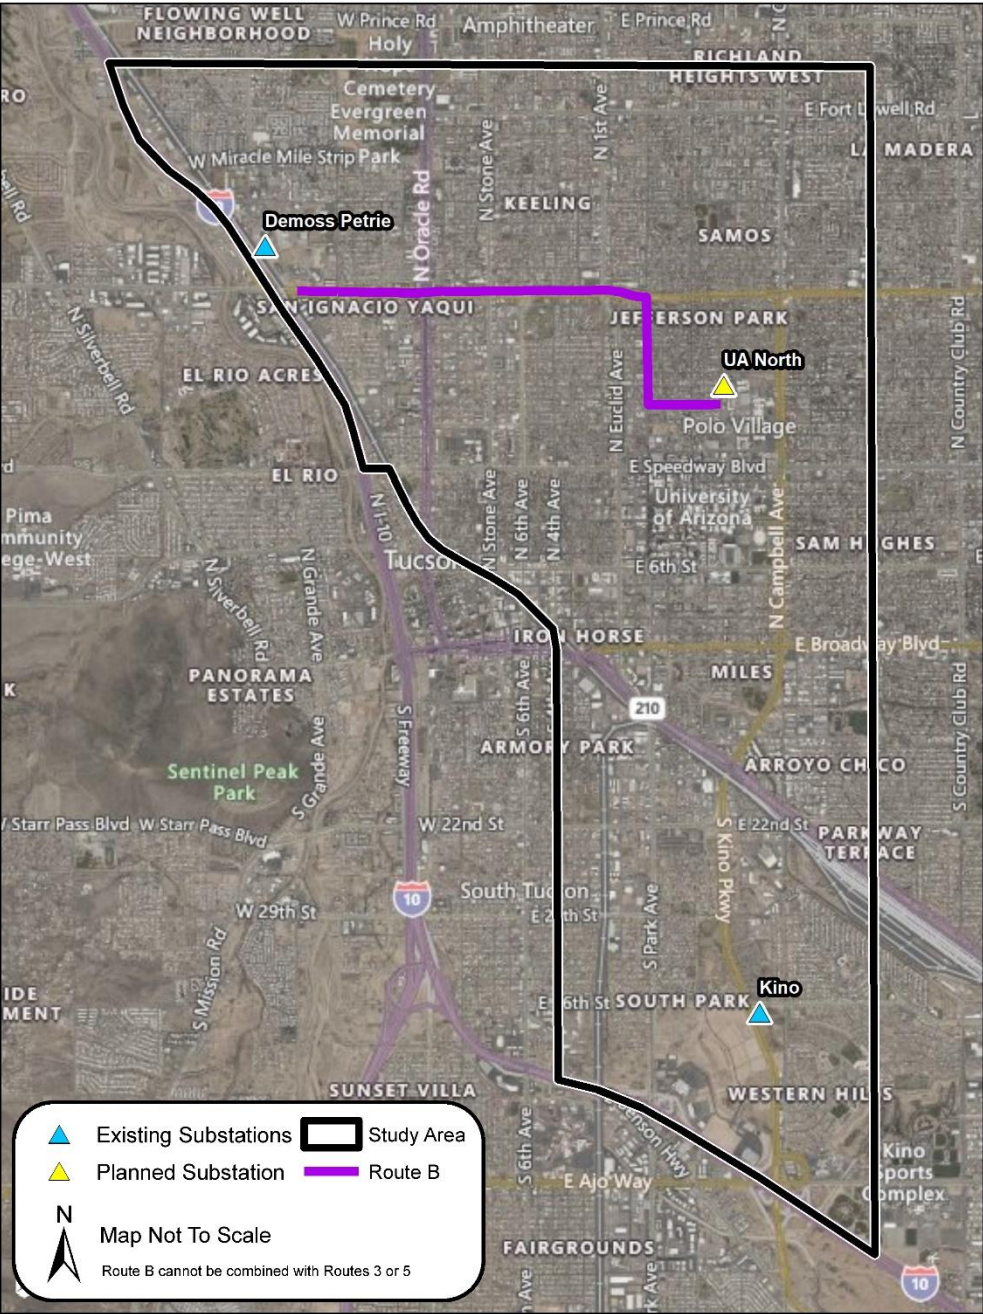 FLOWING WELL
NEIGHBORHOOD
W Prince Rd
Amphitheater
E Prince Rd
Holy
Hope
Cemetery
Evergreen
Memorial
RICHLAND
HEIGHTS WEST
E Fort Lowell Rd
N 1st Ave
N Stone Ave
LA MADERA
W Miracle Mile Strip Park
N Oracle Rd
KEELING
SAMOS
Demoss Petrie
SAN IGNACIO YAQUI
JEFFERSON PARK
N Silverbell Rd
EL RIO ACRES
UA North
N Euclid Ave
N Country Club Rd
Polo Village
EL RIO
E Speedway Blvd
University
of Arizona
N I-10
N Stone Ave
N 6th Ave
N 4th Ave
N Campbell Ave
Pima
mmunity
ege-West
SAM HUGHES
Tucson
E 6th St
N Silverbell Rd
N Grande Ave
IRON HORSE
E Broadway Blvd
PANORAMA
ESTATES
MILES
S 6th Ave
210
S Freeway
ARMORY PARK
ARROYO CHICO
S Country Club Rd
Sentinel Peak
Park
S Grande Ave
W Starr Pass Blvd
W Starr Pass Blvd
W 22nd St
E 22nd St
PARKWAY
TERRACE
S Kino Pkwy
10
South Tucson
W 29th St
S Park Ave
S Mission Rd
Kino
SOUTH PARK
IDE
MENT
SUNSET VILLA
WESTERN HILLS
S 6th Ave
E Ajo Way
Kino
Sports
Complex
FAIRGROUNDS
10
Existing Substations
Study Area
Planned Substation
Route B
N
Map Not To Scale
Route B cannot be combined with Routes 3 or 5